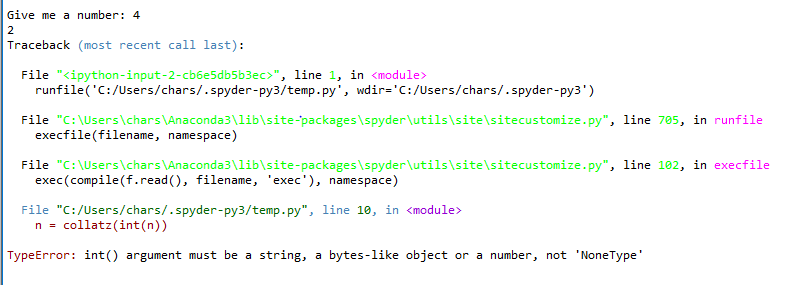 Give me a number: 4
2
Traceback (most recent call last):
File "<ipython-input-2-cb6e5db5b3ec>", line 1, in <module>
runfile('C:/Users/chars/.spyder-py3/temp.py', wdir='C:/Users/chars/.spyder-py3')
File "C:\Users\chars\Anaconda3\lib\site-packages\spyder\utils\site\sitecustomize.py", line 705, in runfile
execfile(filename, namespace)
File "C:\Users\chars\Anaconda3\lib\site-packages\spyder\utils\site\sitecustomize.py", line 102, in execfile
exec(compile(f.read(), filename, 'exec'), namespace)
File "C:/Users/chars/.spyder-py3/temp.py", line 10, in <module>
n = collatz(int(n))
TypeError: int() argument must be a string, a bytes-like object or a number, not 'NoneType'